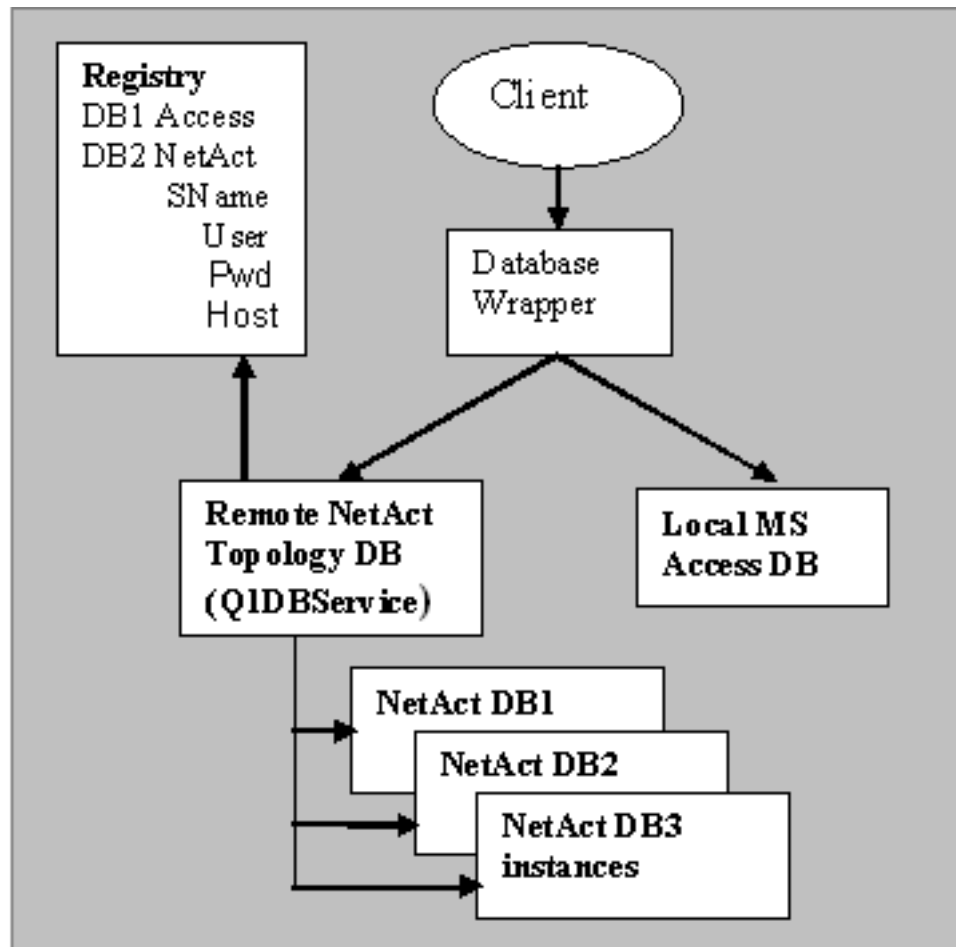 Registry
DB1 Access
DB2 NetAct
SName
User
Pwd
Host
Client
Database
Wrapper
Remote NetAct
Topology DB
(Q1DBService)
Local MS
Access DB
NetAct DB1
NetAct DB2
NetAct DB3
instances